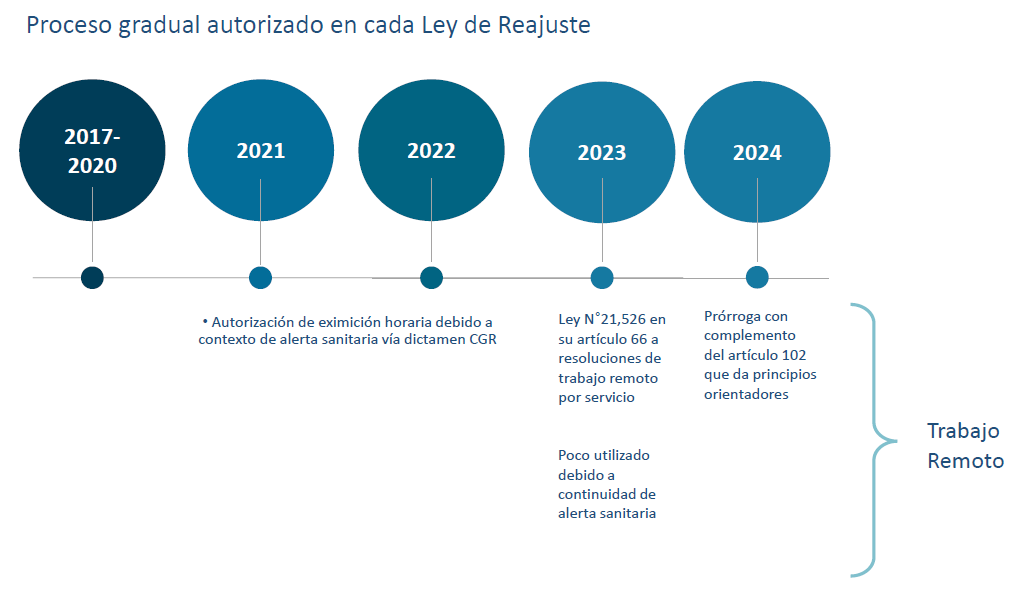 Proceso gradual autorizado en cada Ley de Reajuste
2017-
2020
2021
2022
2023
2024
• Autorización de eximición horaria debido a
contexto de alerta sanitaria vía dictamen CGR
Ley N°21,526 en
su artículo 66 a
resoluciones de
trabajo remoto
por servicio
Poco utilizado
debido a
continuidad de
alerta sanitaria
Prórroga con
complemento
del artículo 102
que da principios
orientadores
Trabajo
Remoto